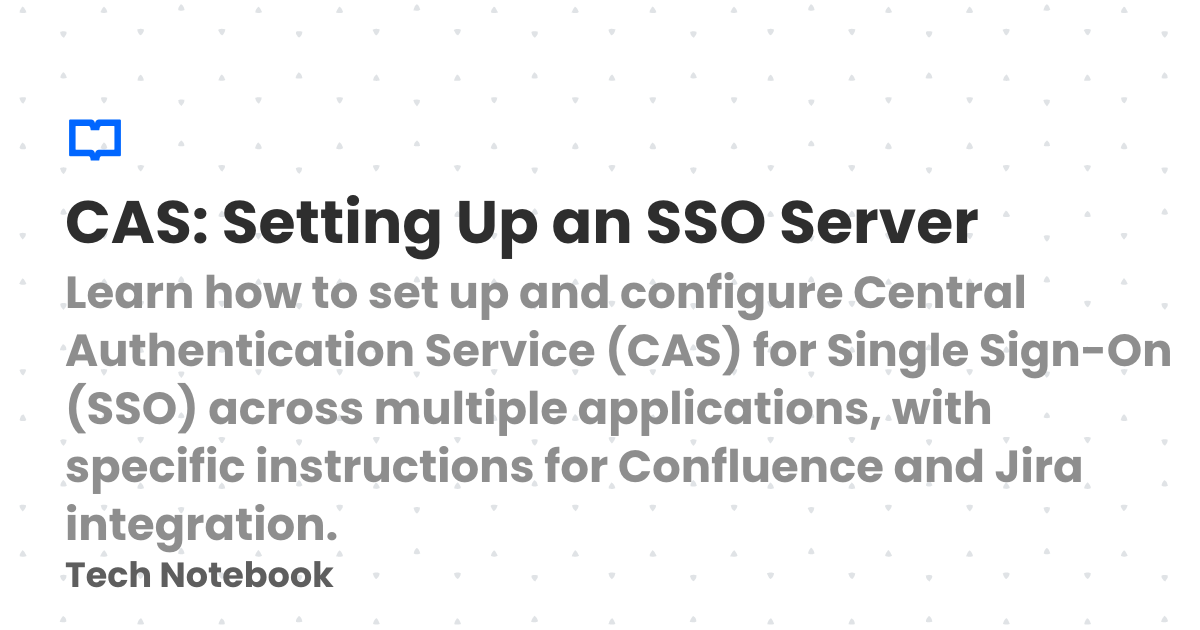 CAS: Setting Up an SSO Server
Learn how to set up and configure Central
Authentication Service (CAS) for Single Sign-On
(SSO) across multiple applications, with
specific instructions for Confluence and Jira
integration.
Tech Notebook